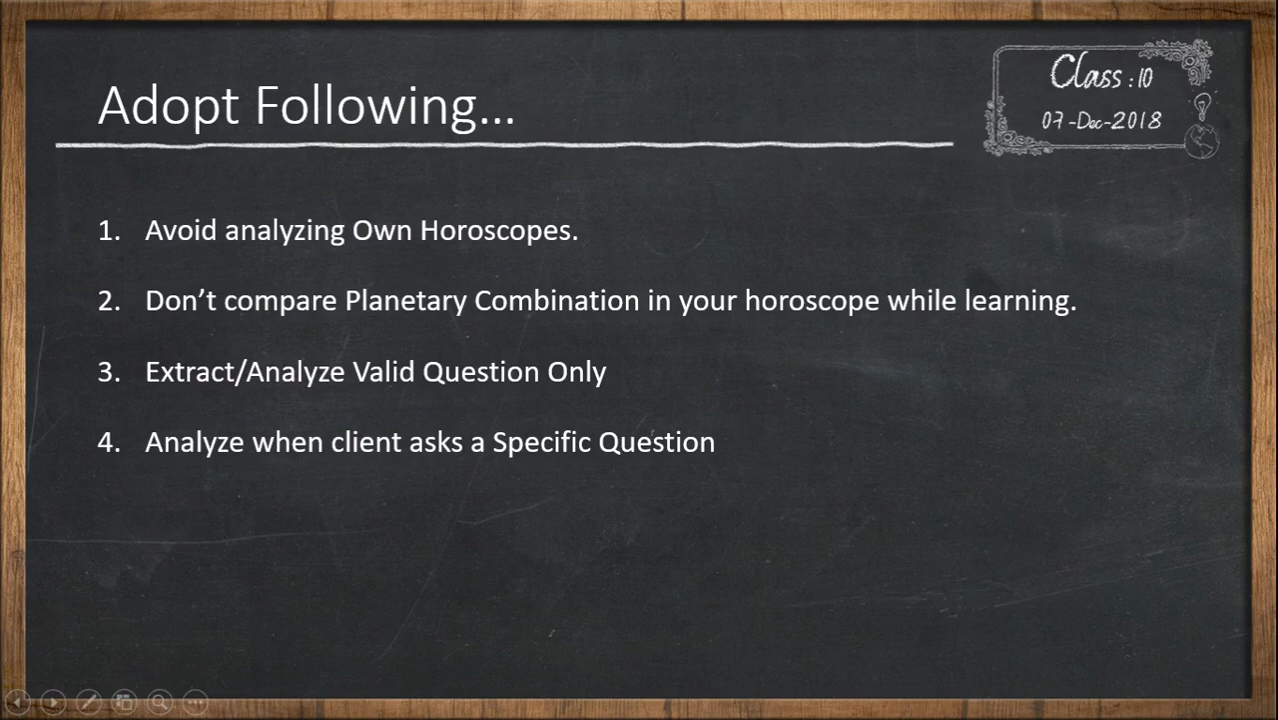 Adopt Following...
Class : 10
07-Dec-2018
1. Avoid analyzing Own Horoscopes.
2. Don’t compare Planetary Combination in your horoscope while learning.
3. Extract/Analyze Valid Question Only
4. Analyze when client asks a Specific Question